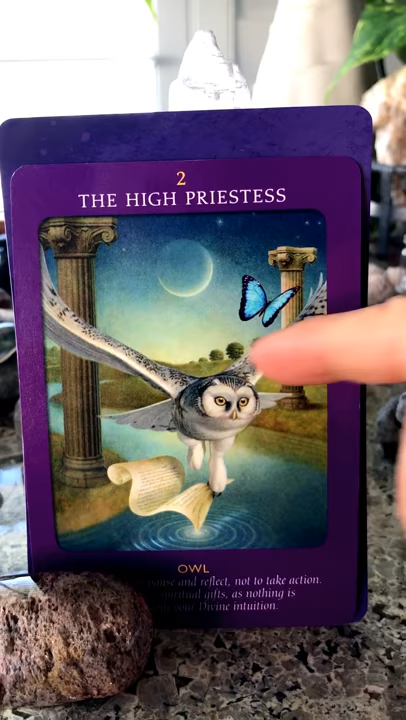 2
THE HIGH PRIESTESS
OWL
and reflect, not to take action.
spiritual gifts, as nothing is
your Divine intuition.